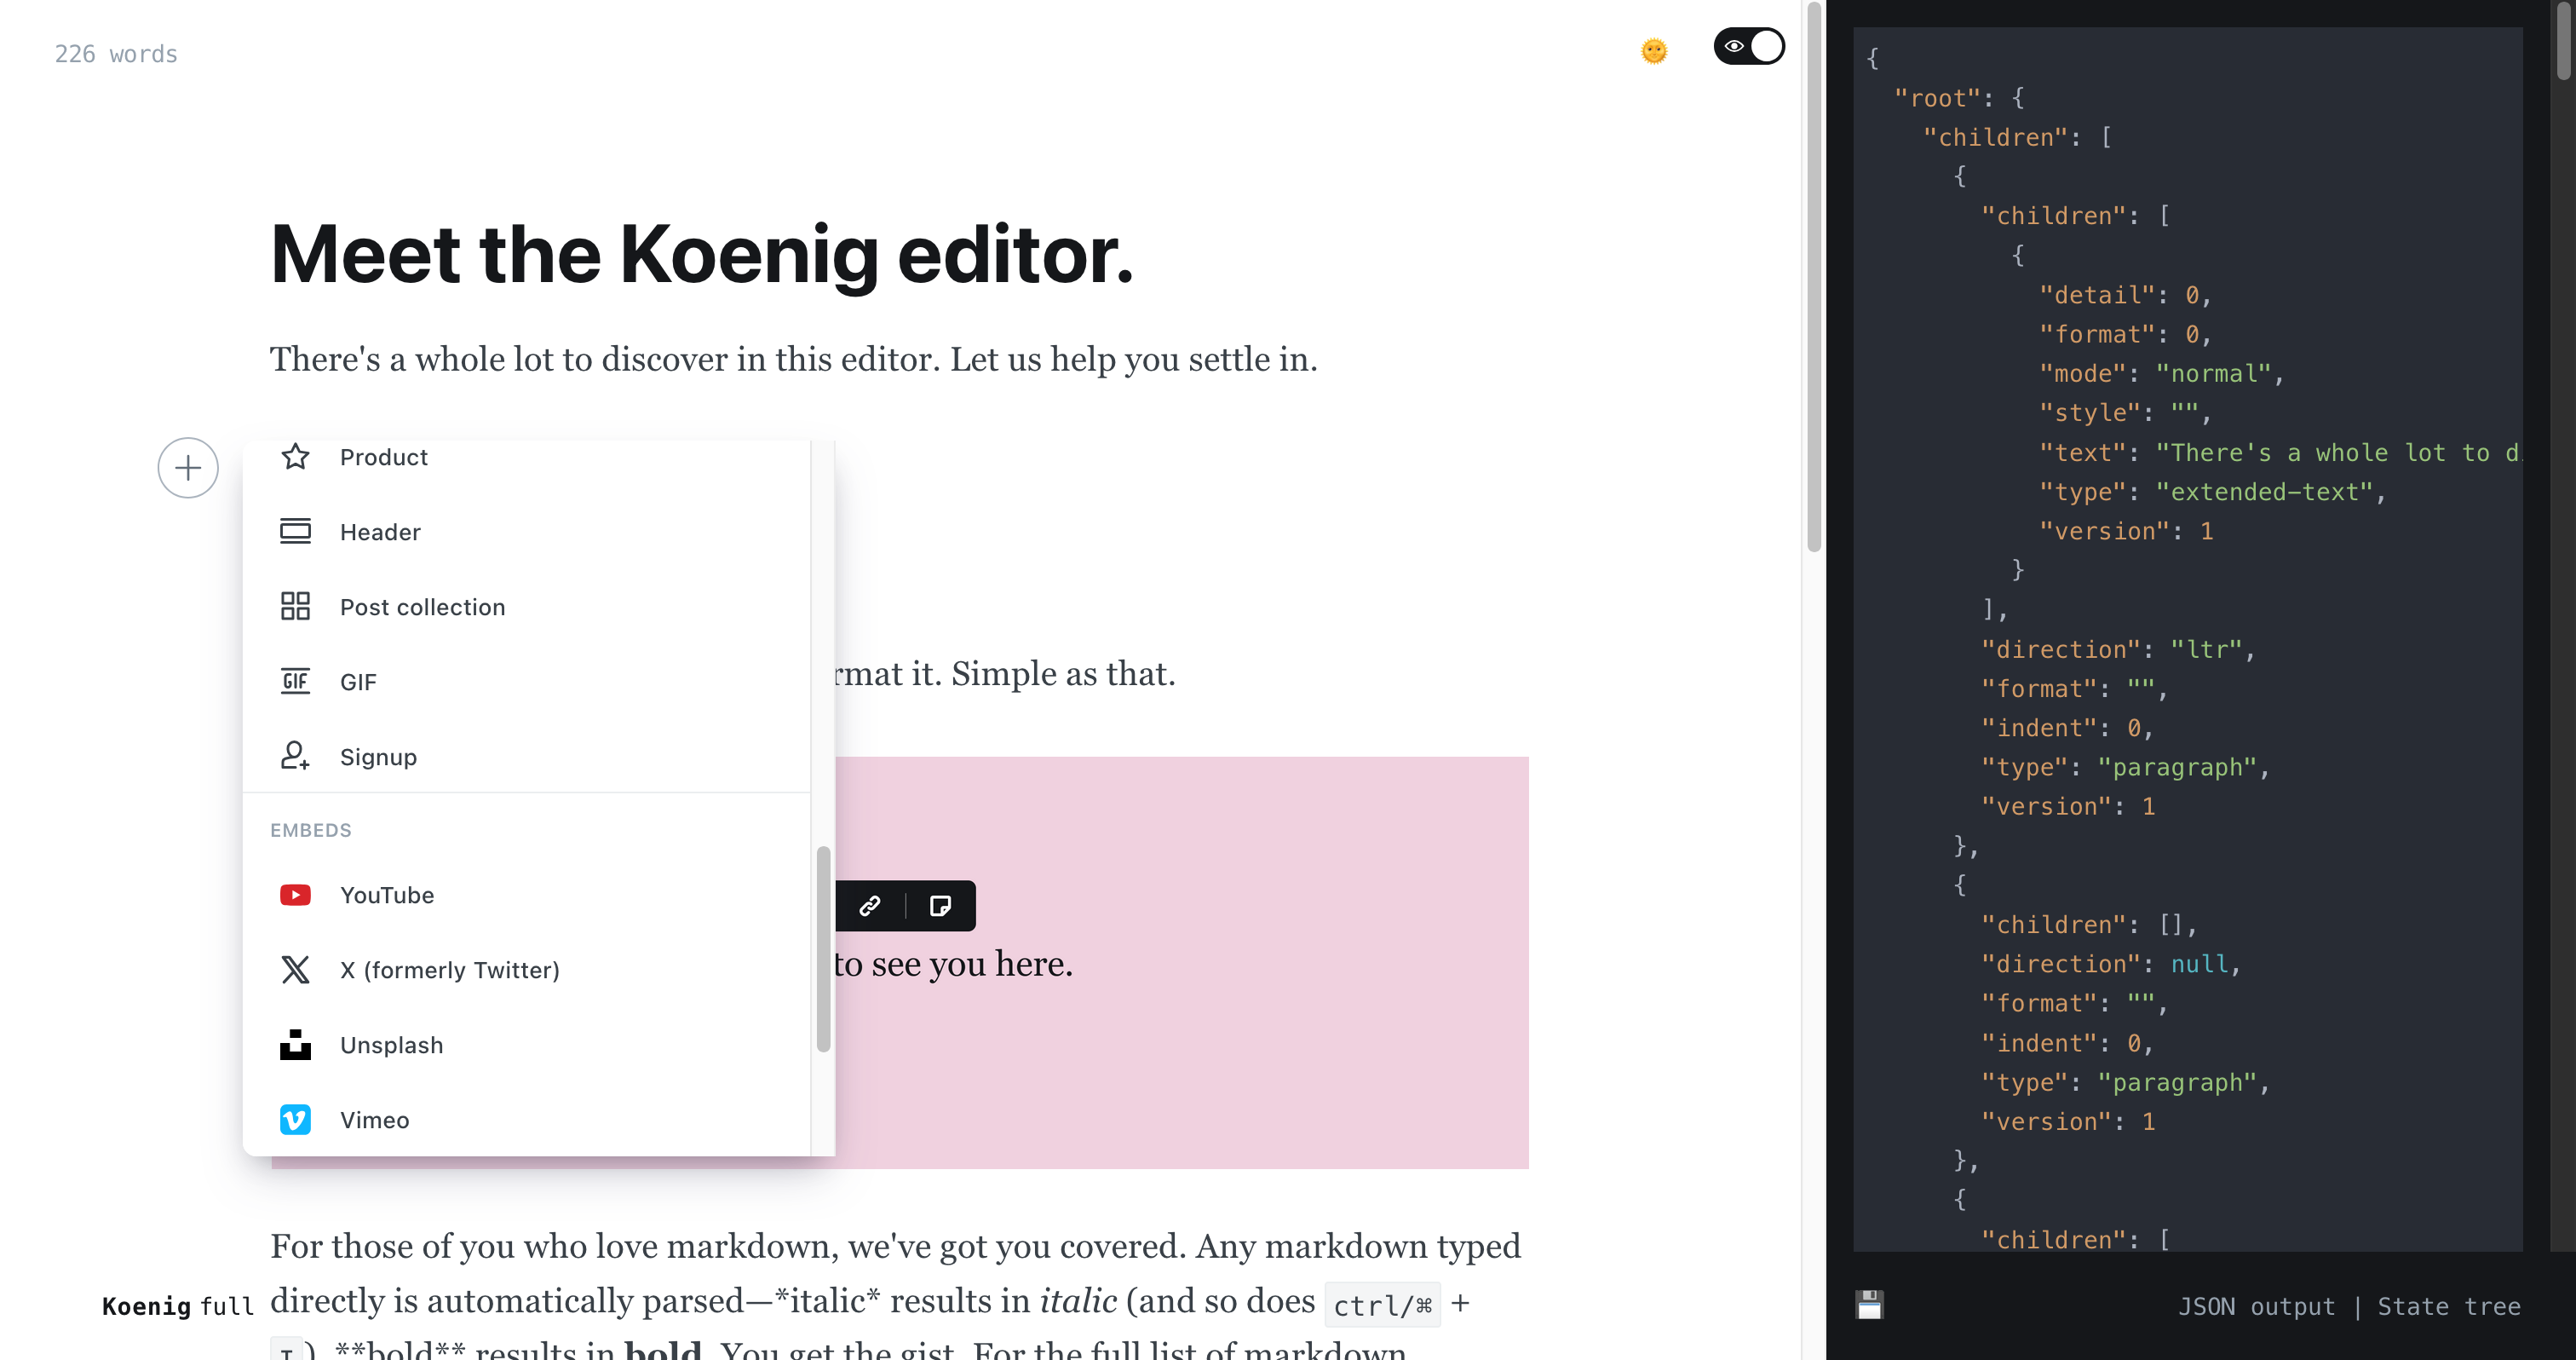 226 words
Meet the Koenig editor.
There's a whole lot to discover in this editor. Let us help you settle in.
Product
Header
Post collection
GIF
Signup
EMBEDS
YouTube
X (formerly Twitter)
Unsplash
Vimeo
rmat it. Simple as that.
to see you here.
For those of you who love markdown, we've got you covered. Any markdown typed
directly is automatically parsed—*italic* results in italic (and so does ctrl/⌘ +
I). **bold** results in bold. You get the gist. For the full list of markdown
Koenig full
{
"root": {
"children": [
{
"children": [
{
"detail": 0,
"format": 0,
"mode": "normal",
"style": "",
"text": "There's a whole lot to d
"type": "extended-text",
"version": 1
}
],
"direction": "ltr",
"format": "",
"indent": 0,
"type": "paragraph",
"version": 1
},
{
"children": [],
"direction": null,
"format": "",
"indent": 0,
"type": "paragraph",
"version": 1
},
{
"children": [
JSON output | State tree